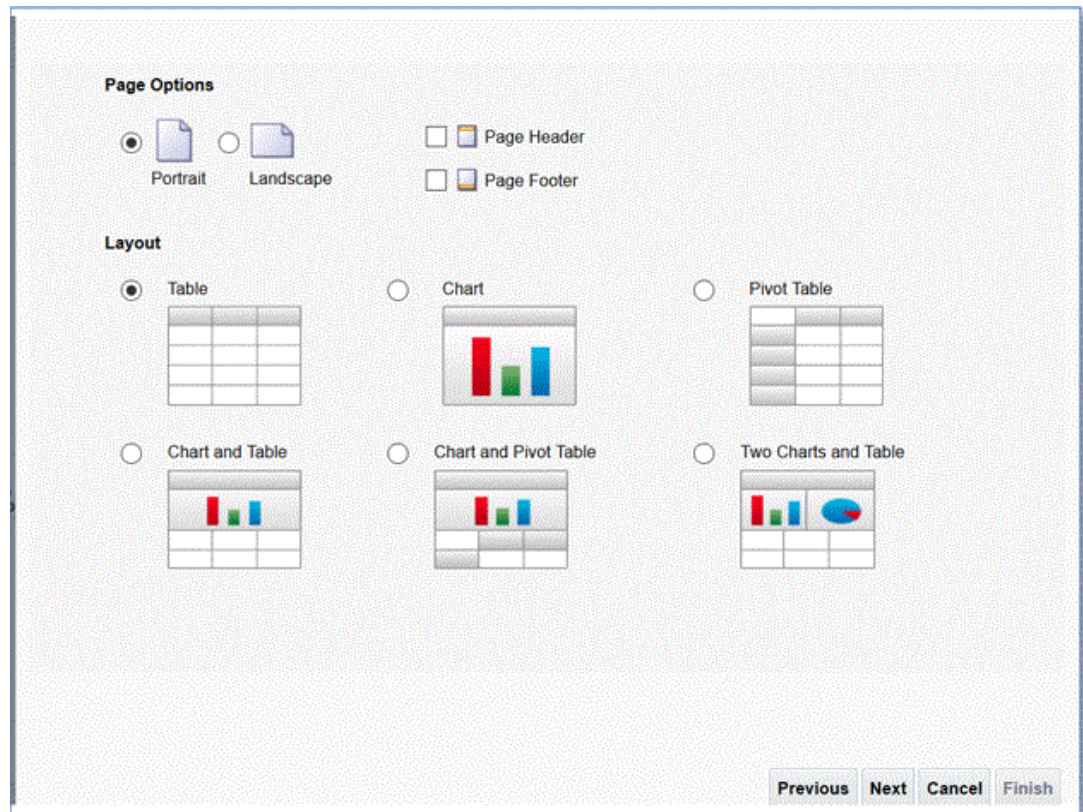 Page Options
Portrait
Landscape
Page Header
Page Footer
Layout
Table
Chart
Pivot Table
Chart and Table
Chart and Pivot Table
Two Charts and Table
Previous Next Cancel Finish